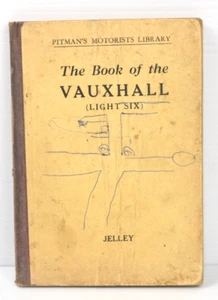 PITMAN'S MOTORISTS LIBRARY
The Book of the
VAUXHALL
(LIGHT SIX)
JELLEY